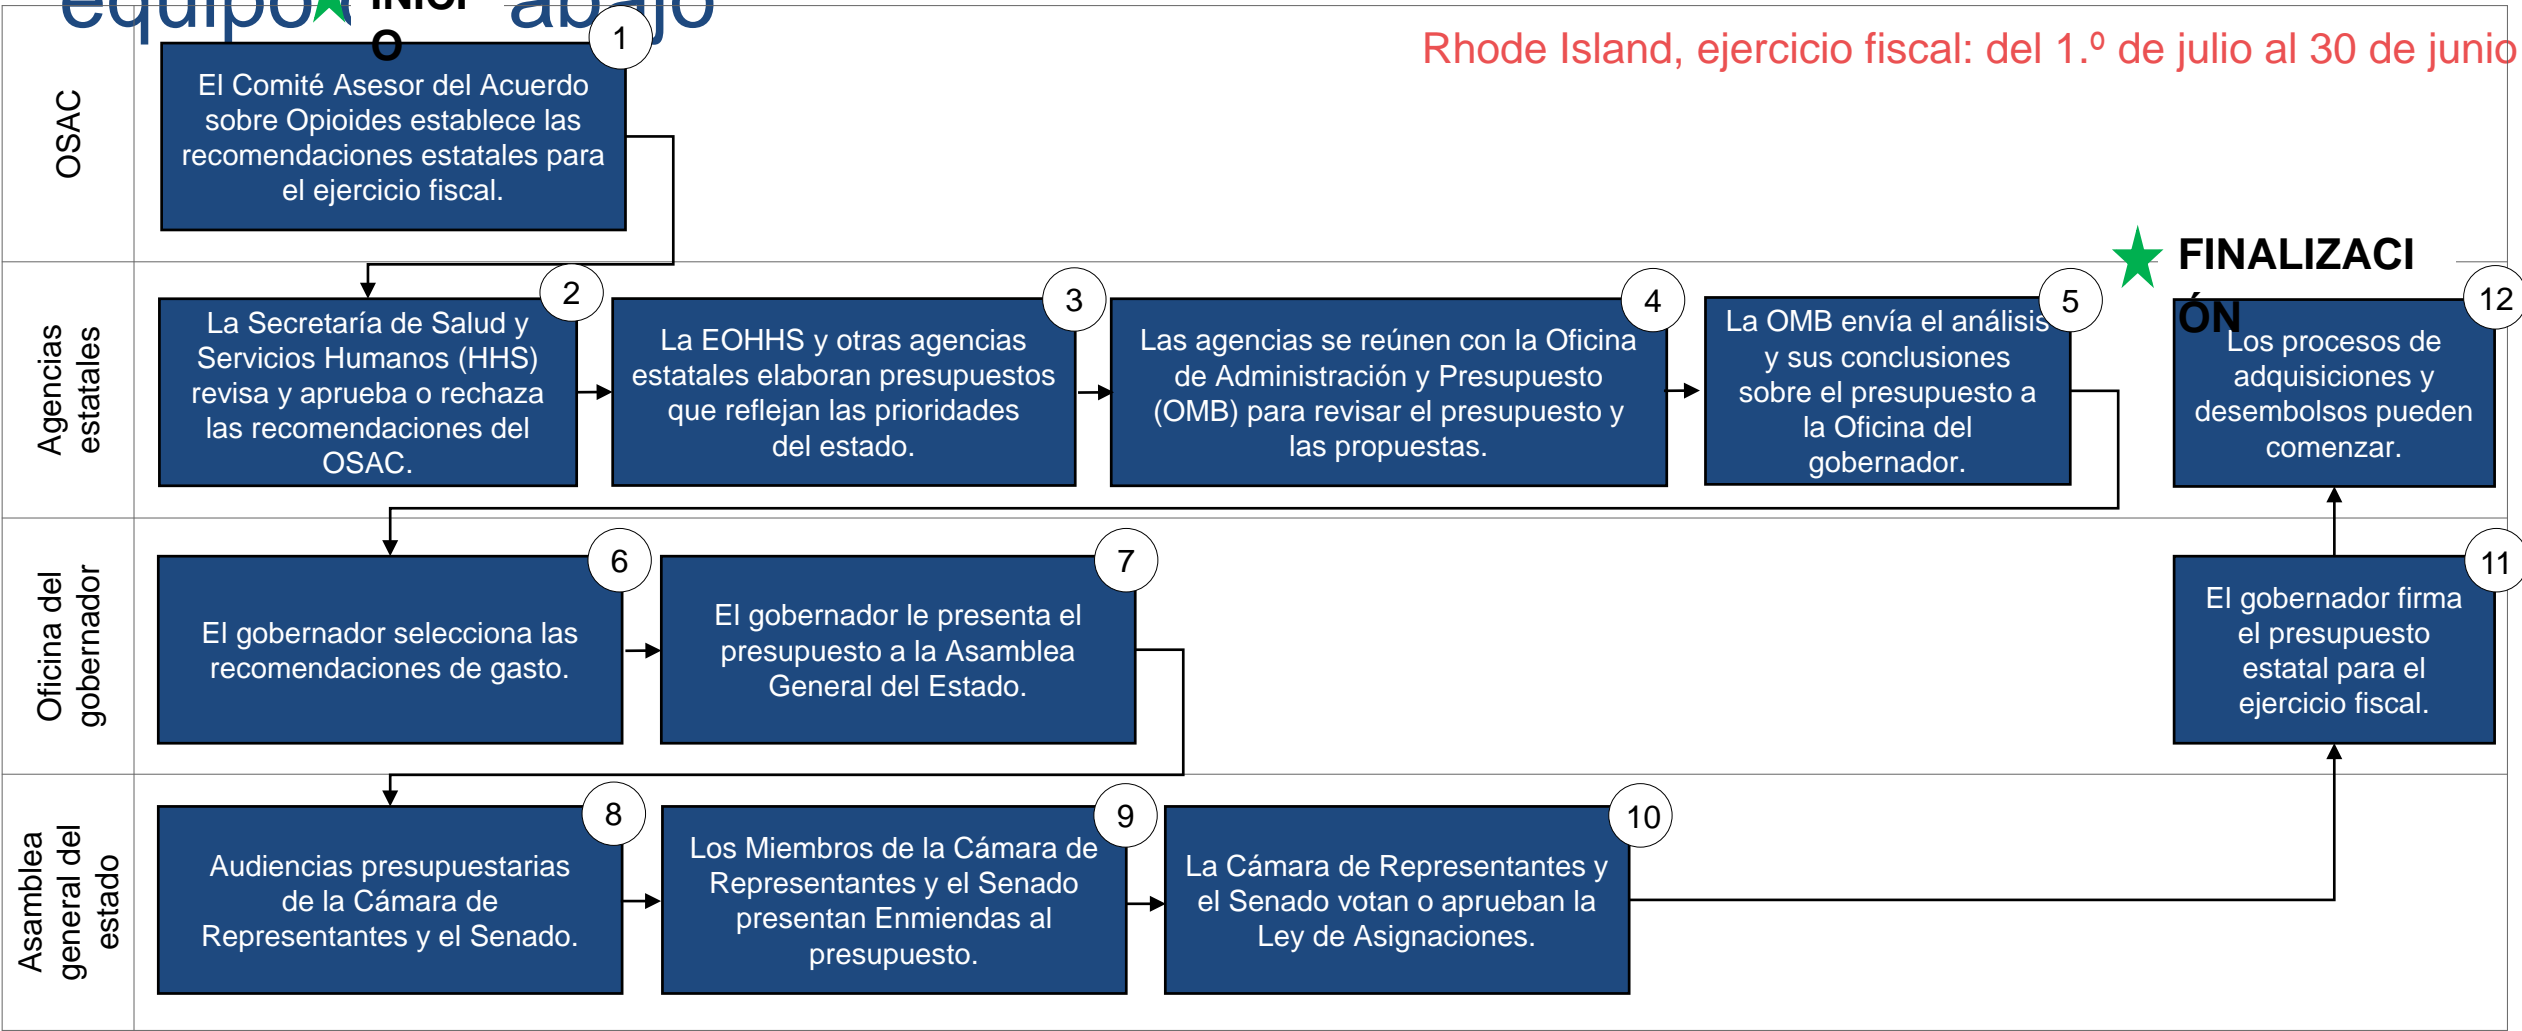 equipo
abajo
INICI
O
Rhode Island, ejercicio fiscal: del 1.º de julio al 30 de junio
OSAC
1
El Comité Asesor del Acuerdo
sobre Opioides establece las
recomendaciones estatales para
el ejercicio fiscal.
FINALIZACI
ÓN
Agencias
estatales
2
La Secretaría de Salud y
Servicios Humanos (HHS)
revisa y aprueba o rechaza
las recomendaciones del
OSAC.
3
La EOHHS y otras agencias
estatales elaboran presupuestos
que reflejan las prioridades
del estado.
4
Las agencias se reúnen con la Oficina
de Administración y Presupuesto
(OMB) para revisar el presupuesto y
las propuestas.
5
La OMB envía el análisis
y sus conclusiones
sobre el presupuesto a
la Oficina del
gobernador.
12
Los procesos de
adquisiciones y
desembolsos pueden
comenzar.
Oficina del
gobernador
6
El gobernador selecciona las
recomendaciones de gasto.
7
El gobernador le presenta el
presupuesto a la Asamblea
General del Estado.
11
El gobernador firma
el presupuesto
estatal para el
ejercicio fiscal.
Asamblea
general del
estado
8
Audiencias presupuestarias
de la Cámara de
Representantes y el Senado.
9
Los Miembros de la Cámara de
Representantes y el Senado
presentan Enmiendas al
presupuesto.
10
La Cámara de Representantes y
el Senado votan o aprueban la
Ley de Asignaciones.